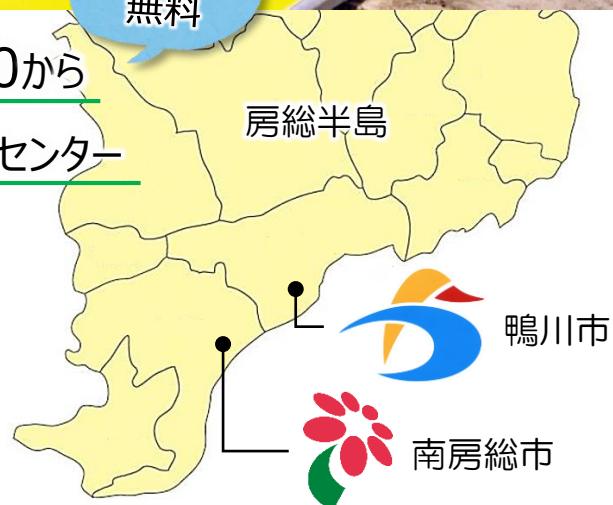 無料
0から
センター
房総半島
鴨川市
南房総市